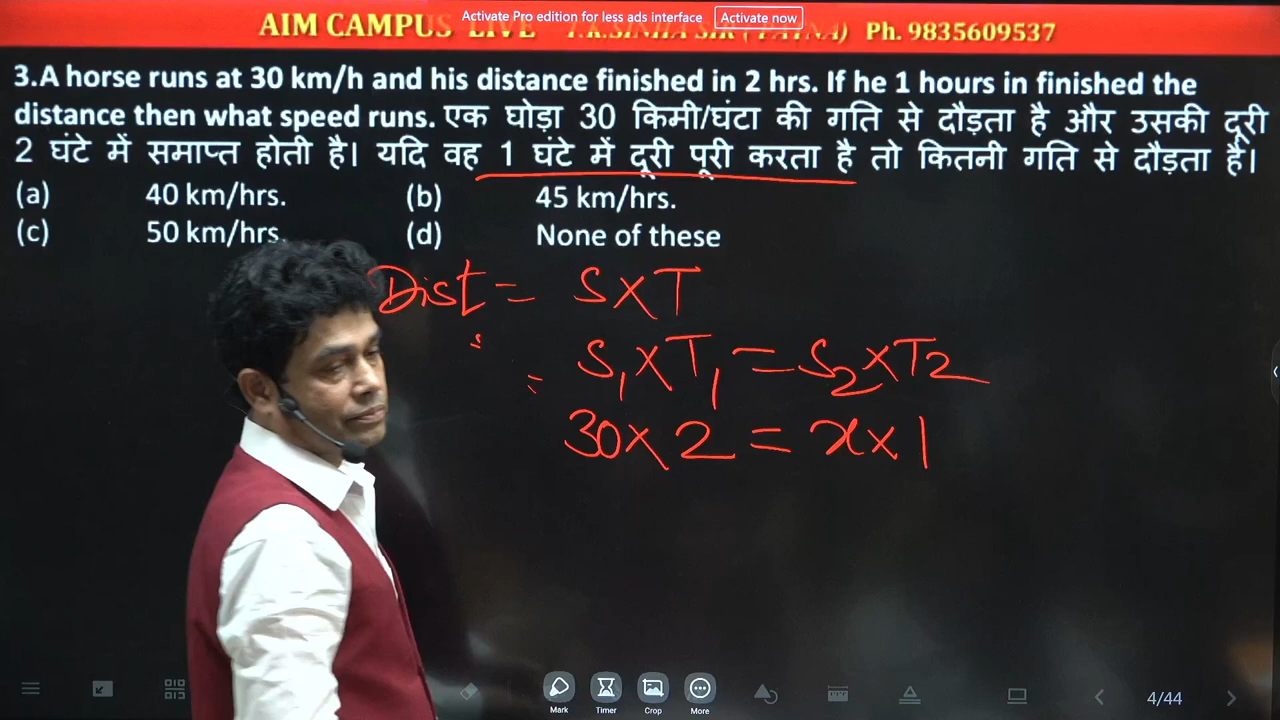 Activate Pro edition for less ads interface Activate now
AIM CAMPUS LIVE T.K.SINHA SIR ( PATNA) Ph. 9835609537
3.A horse runs at 30 km/h and his distance finished in 2 hrs. If he 1 hours in finished the
distance then what speed runs. एक घोड़ा 30 किमी/घंटा की गति से दौड़ता है और उसकी दूरी
2 घंटे में समाप्त होती है। यदि वह 1 घंटे में दूरी पूरी करता है तो कितनी गति से दौड़ता है।
(a) 40 km/hrs. (b) 45 km/hrs.
(c) 50 km/hrs. (d) None of these
Dist = S×T
= S₁×T₁ = S₂×T2
30×2 = x×1
Mark Timer Crop More
4/44